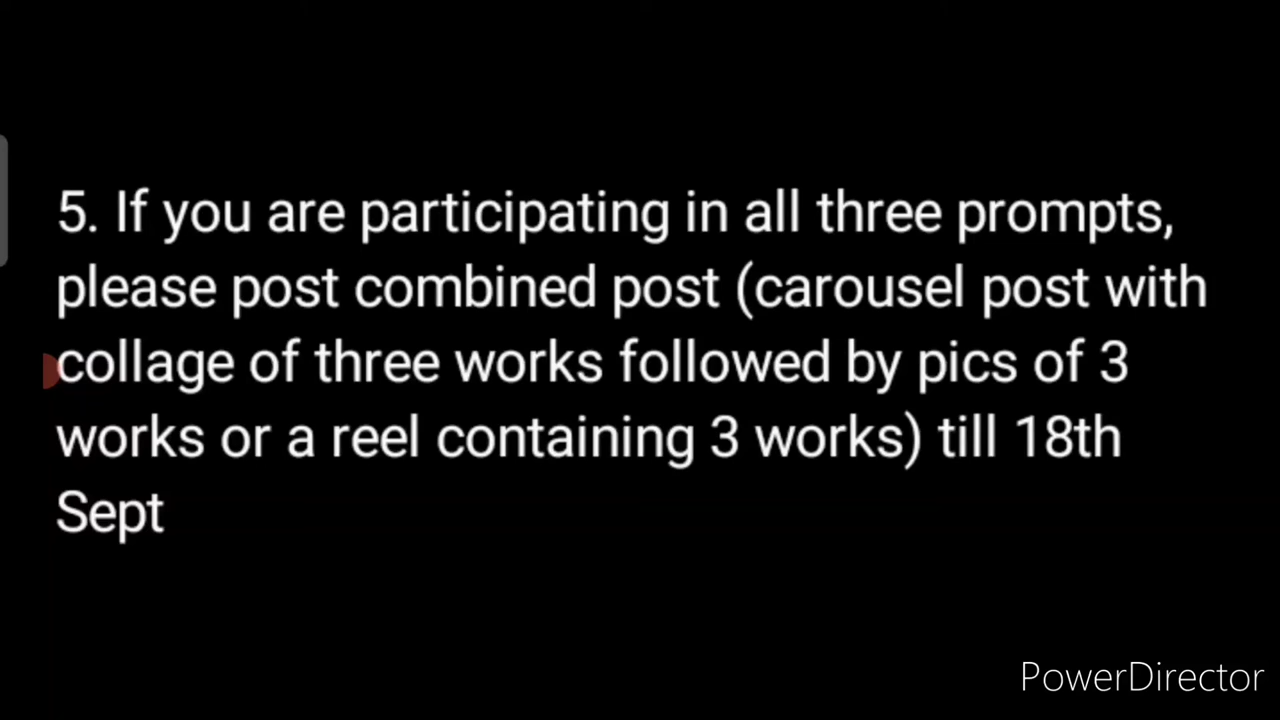 5. If you are participating in all three prompts,
please post combined post (carousel post with
collage of three works followed by pics of 3
works or a reel containing 3 works) till 18th
Sept
PowerDirector